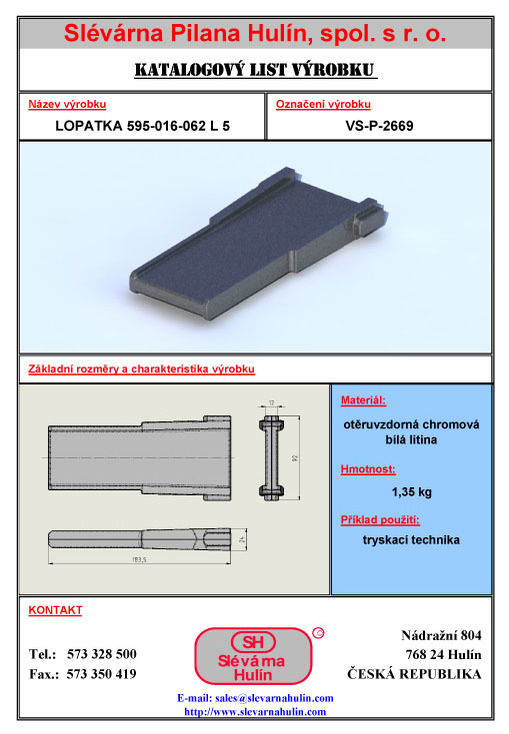 Slévárna Pilana Hulín, spol. s r. o.
KATALOGOVÝ LIST VÝROBKU
Název výrobku
Označení výrobku
LOPATKA 595-016-062 L 5
VS-P-2669
Základní rozměry a charakteristika výrobku
12
92
24
183,5
Materiál:
otěruvzdorná chromová
bílá litina
Hmotnost:
1,35 kg
Příklad použití:
tryskací technika
KONTAKT
Tel.: 573 328 500
Fax.: 573 350 419
SH
Slévárna
Hulín
Nádražní 804
768 24 Hulín
ČESKÁ REPUBLIKA
E-mail: sales@slevarnahulin.com
http://www.slevarnahulin.com